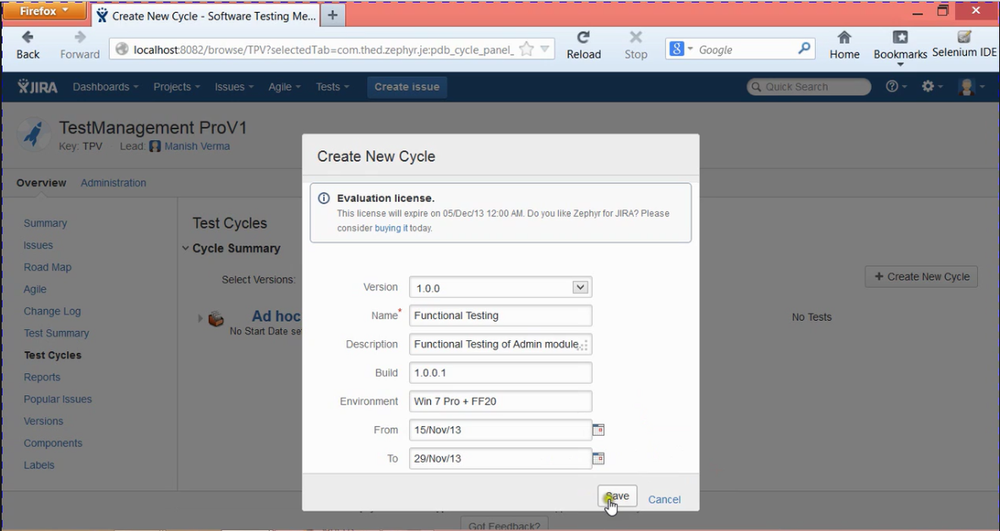 Firefox
Create New Cycle - Software Testing Me...
Back
Forward
localhost:8082/browse/TPV?selectedTab=com.thed.zephyr.je:pdb_cycle_panel_
Reload
Stop
Google
Home
Bookmarks
Selenium IDE
JIRA
Dashboards
Projects
Issues
Agile
Tests
Create issue
Quick Search
TestManagement ProV1
Key: TPV Lead: Manish Verma
Overview
Administration
Summary
Issues
Road Map
Agile
Change Log
Test Summary
Test Cycles
Reports
Popular Issues
Versions
Components
Labels
Test Cycles
Cycle Summary
Select Versions:
Ad hoc
No Start Date
Create New Cycle
No Tests
Create New Cycle
Evaluation license.
This license will expire on 05/Dec/13 12:00 AM. Do you like Zephyr for JIRA? Please
consider buying it today.
Version 1.0.0
Name* Functional Testing
Description Functional Testing of Admin module
Build 1.0.0.1
Environment Win 7 Pro + FF20
From 15/Nov/13
To 29/Nov/13
Save
Cancel
Got Feedback?